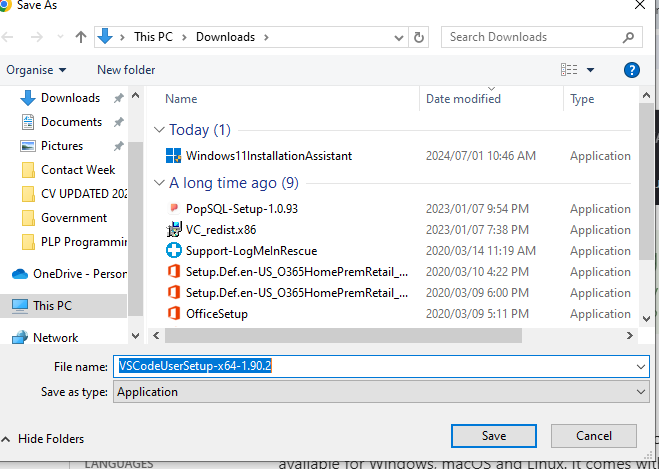 Save As
This PC > Downloads >
Search Downloads
Organise
New folder
Name
Date modified
Type
Downloads
Documents
Pictures
Contact Week
CV UPDATED 202
Government
PLP Programmin
OneDrive - Person
This PC
Network
Today (1)
Windows11InstallationAssistant 2024/07/01 10:46 AM Application
A long time ago (9)
PopSQL-Setup-1.0.93 2023/01/07 9:54 PM Application
VC_redist.x86 2023/01/07 7:38 PM Application
Support-LogMeInRescue 2020/03/14 11:19 AM Application
Setup.Def.en-US_O365HomePremRetail_... 2020/03/10 4:22 PM Application
Setup.Def.en-US_O365HomePremRetail_... 2020/03/09 6:00 PM Application
OfficeSetup 2020/03/09 5:11 PM Application
File name: VSCodeUserSetup-x64-1.90.2
Save as type: Application
Hide Folders
Save
Cancel
LANGUAGES
available for Windows, macOS and Linux. It comes wi